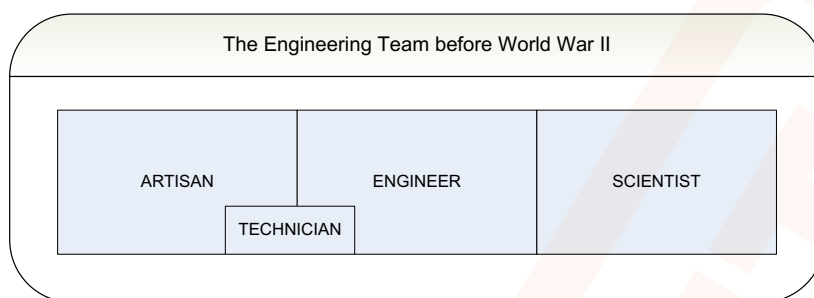 The Engineering Team before World War II
ARTISAN
ENGINEER
SCIENTIST
TECHNICIAN